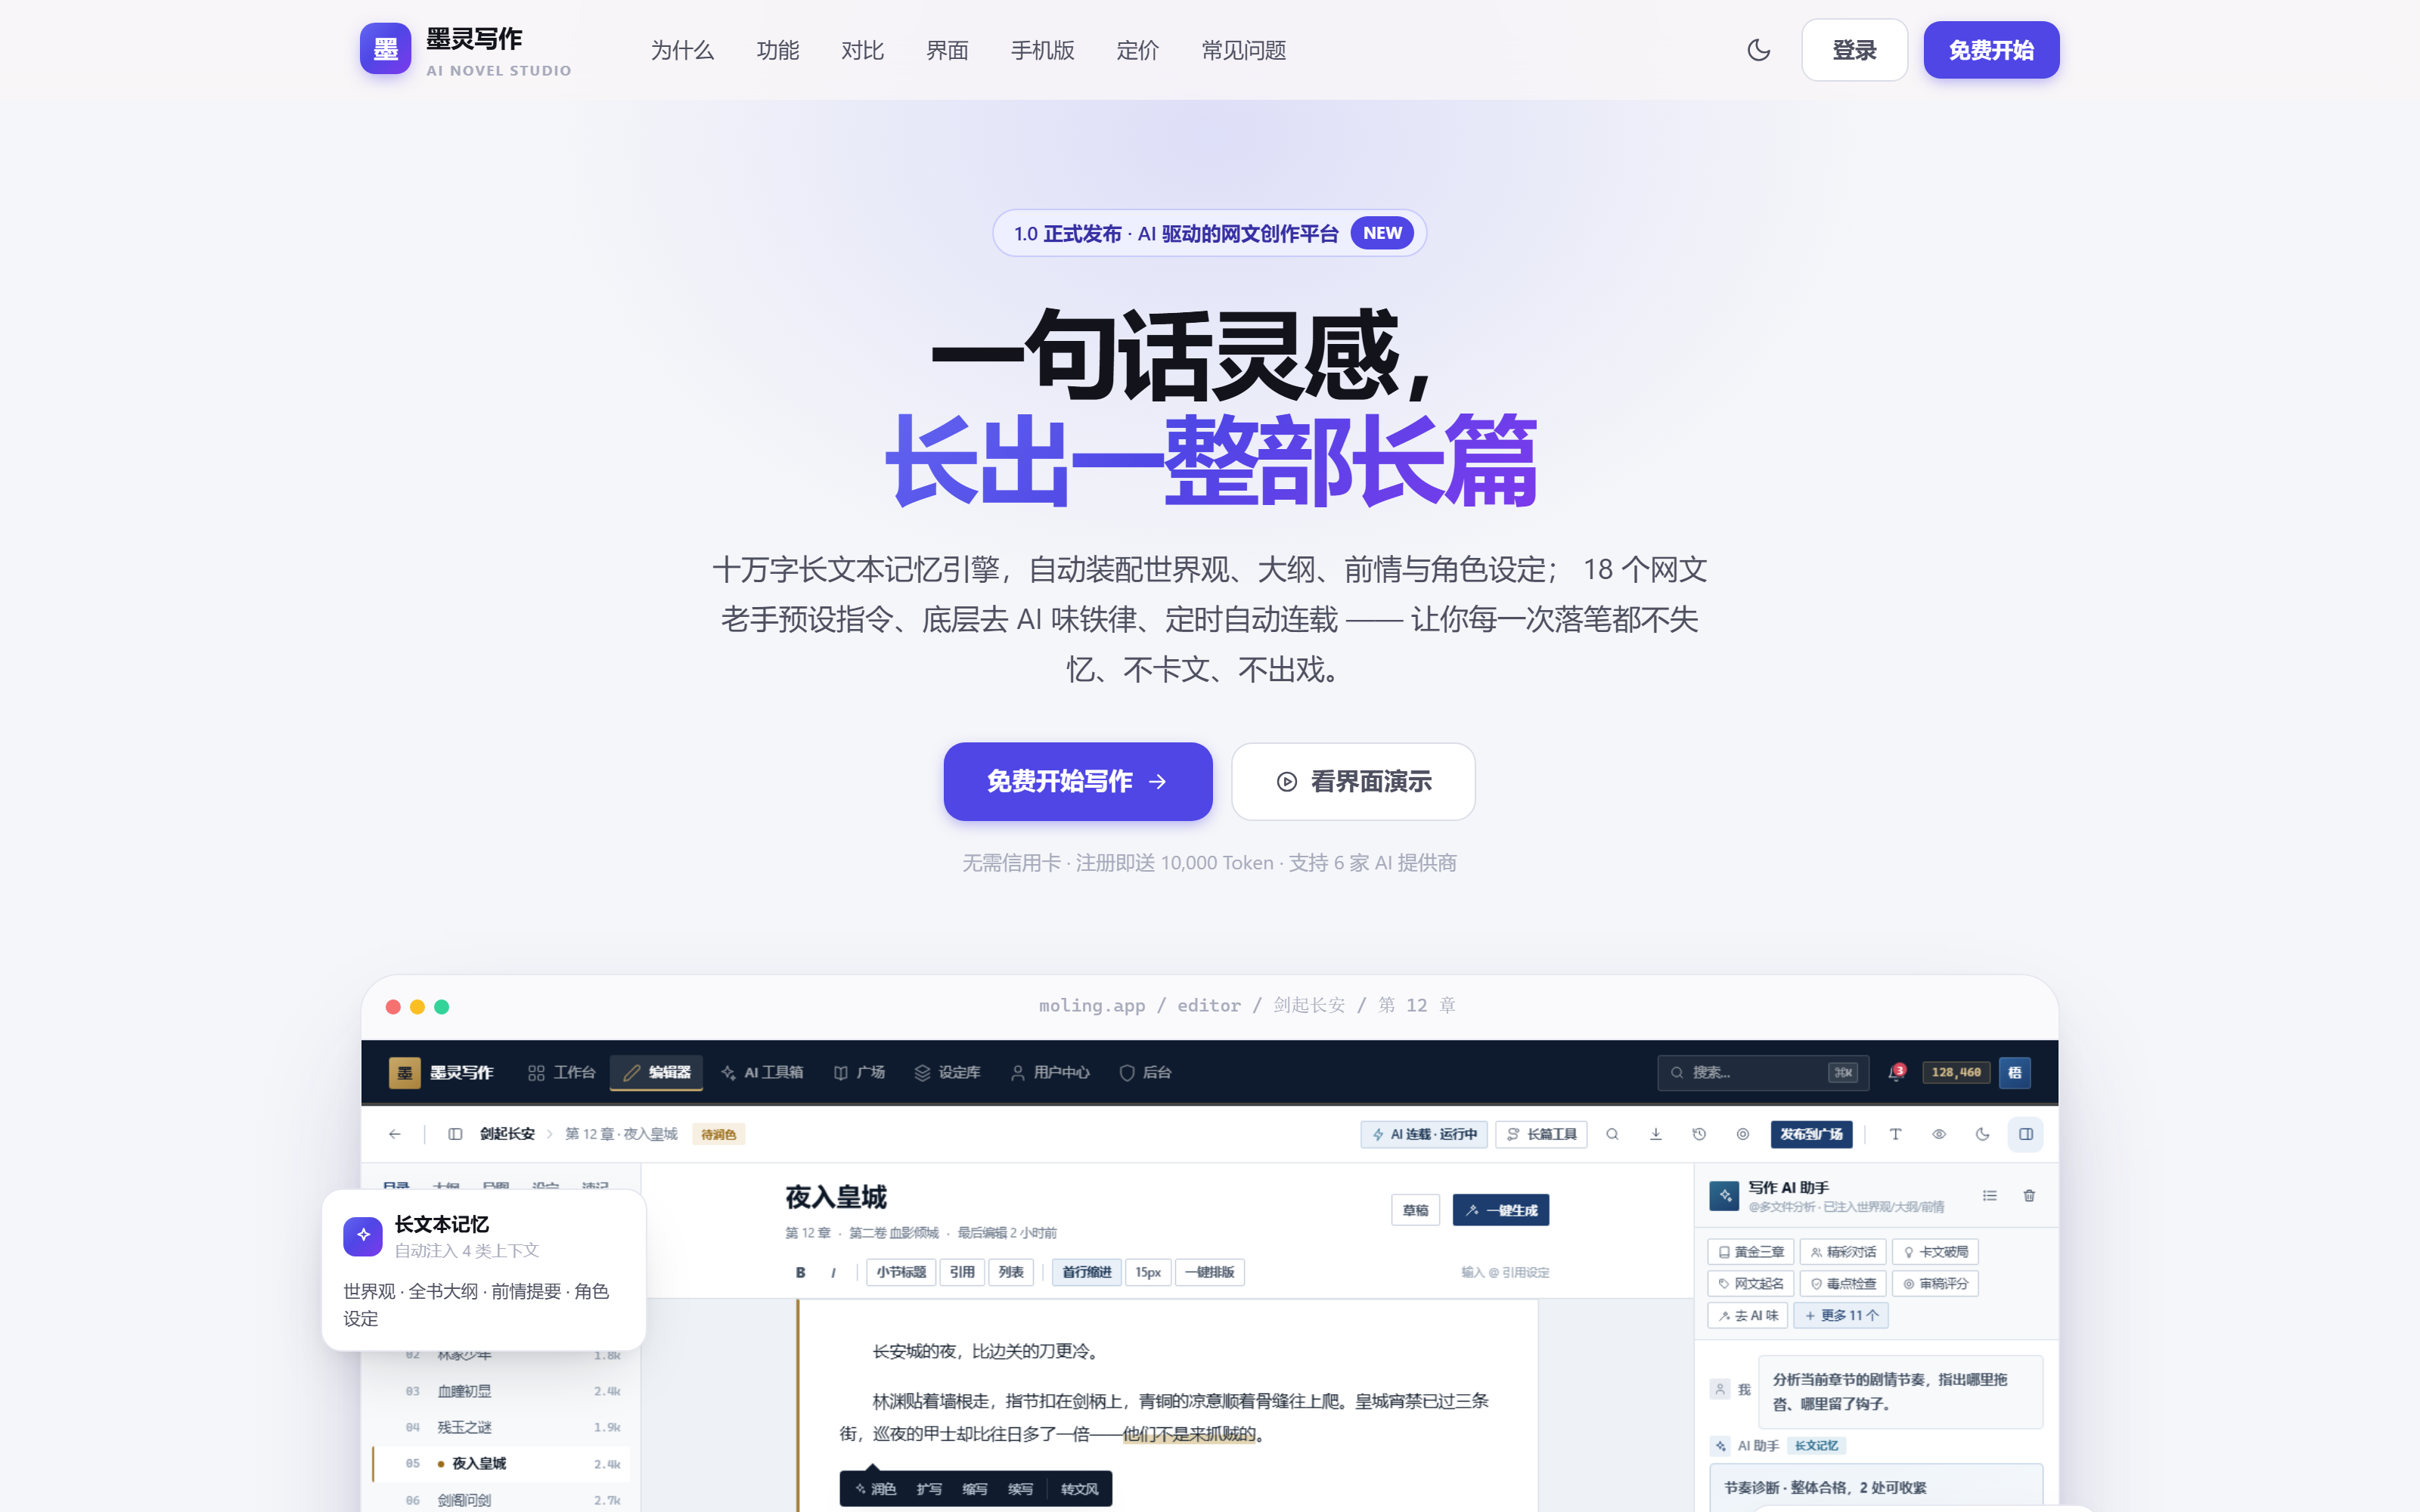 墨 墨灵写作
AI NOVEL STUDIO
为什么 功能 对比 界面 手机版 定价 常见问题
登录 免费开始
1.0 正式发布 · AI 驱动的网文创作平台 NEW
一句话灵感，
长出一整部长篇
十万字长文本记忆引擎，自动装配世界观、大纲、前情与角色设定； 18 个网文
老手预设指令、底层去 AI 味铁律、定时自动连载 —— 让你每一次落笔都不失
忆、不卡文、不出戏。
免费开始写作 看界面演示
无需信用卡 · 注册即送 10,000 Token · 支持 6 家 AI 提供商
moling.app / editor / 剑起长安 / 第 12 章
墨 墨灵写作 工作台 编辑器 AI 工具箱 广场 设定库 用户中心 后台 搜索... ⌘K 3 128,460 梧
剑起长安 第 12 章 · 夜入皇城 待润色 AI 连载 · 运行中 长篇工具 发布到广场
长文本记忆
自动注入 4 类上下文
世界观 · 全书大纲 · 前情提要 · 角色
设定
02 林家少年 1.8k
03 血瞳初显 2.4k
04 残玉之谜 1.9k
05 夜入皇城 2.4k
06 剑阁问剑 2.7k
夜入皇城
草稿 一键生成
第 12 章 · 第二卷 血影倾城 · 最后编辑 2 小时前
B I 小节标题 引用 列表 首行缩进 15px 一键排版 输入 @ 引用设定
长安城的夜，比边关的刀更冷。
林渊贴着墙根走，指节扣在剑柄上，青铜的凉意顺着骨缝往上爬。皇城宵禁已过三条
街，巡夜的甲士却比往日多了一倍——他们不是来抓贼的。
润色 扩写 缩写 续写 转文风
写作 AI 助手
@多文件分析 · 已注入世界观/大纲/前情
黄金三章 精彩对话 卡文破局
网文起名 毒点检查 审稿评分
去 AI 味 更多 11 个
我 分析当前章节的剧情节奏，指出哪里拖
沓、哪里留了钩子。
AI 助手 长文记忆
节奏诊断 · 整体合格，2 处可收紧